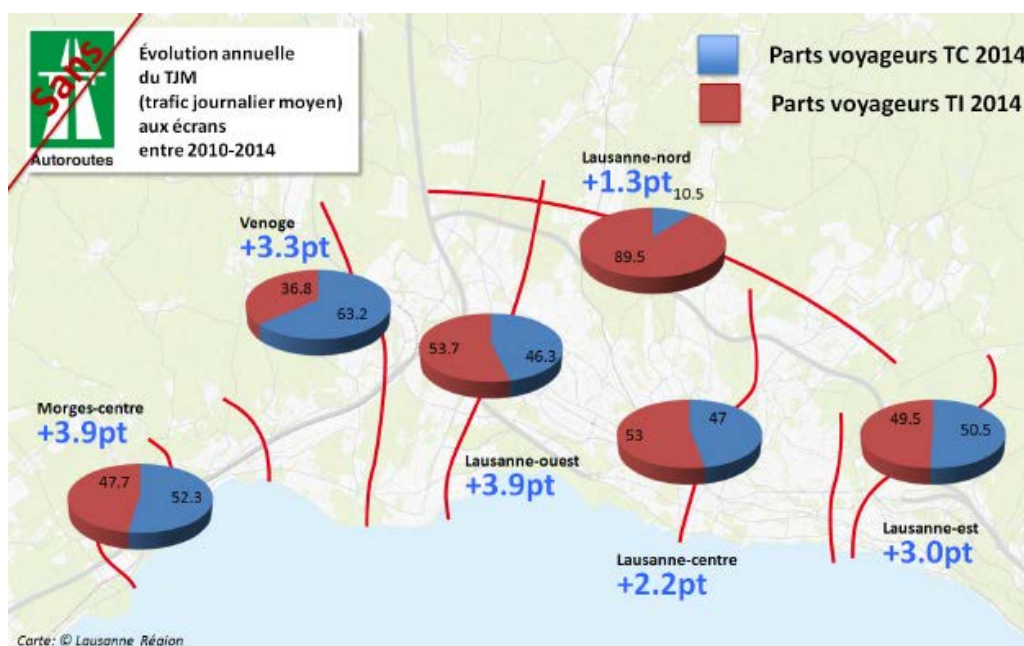 Sans
Autoroutes
Évolution annuelle
du TJM
(trafic journalier moyen)
aux écrans
entre 2010-2014
Parts voyageurs TC 2014
Parts voyageurs TI 2014
Lausanne-nord
+1.3pt
10.5
89.5
Venoge
+3.3pt
36.8
63.2
53.7
46.3
Lausanne-ouest
+3.9pt
Morges-centre
+3.9pt
47.7
52.3
53
47
Lausanne-centre
+2.2pt
49.5
50.5
Lausanne-est
+3.0pt
Carte: © Lausanne Région